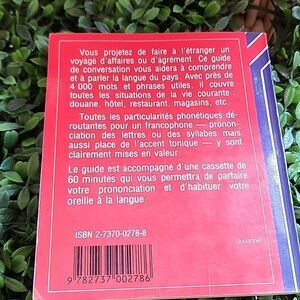 Vous projetez de faire à l'étranger un
voyage d'affaires ou d'agrément. Ce guide
de conversation vous aidera à comprendre
et à parler la langue du pays. Avec près de
4 000 mots et phrases utiles, il couvre
toutes les situations de la vie courante :
douane, hôtel, restaurant, magasins, etc.
Toutes les particularités phonétiques dé-
routantes pour un francophone — pronon-
ciation des lettres ou des syllabes mais
aussi place de l'accent tonique — y sont
clairement mises en valeur.
Le guide est accompagné d'une cassette de
60 minutes qui vous permettra de parfaire
votre prononciation et d'habituer votre
oreille à la langue.
ISBN 2-7370-0278-8
9 782737 002786